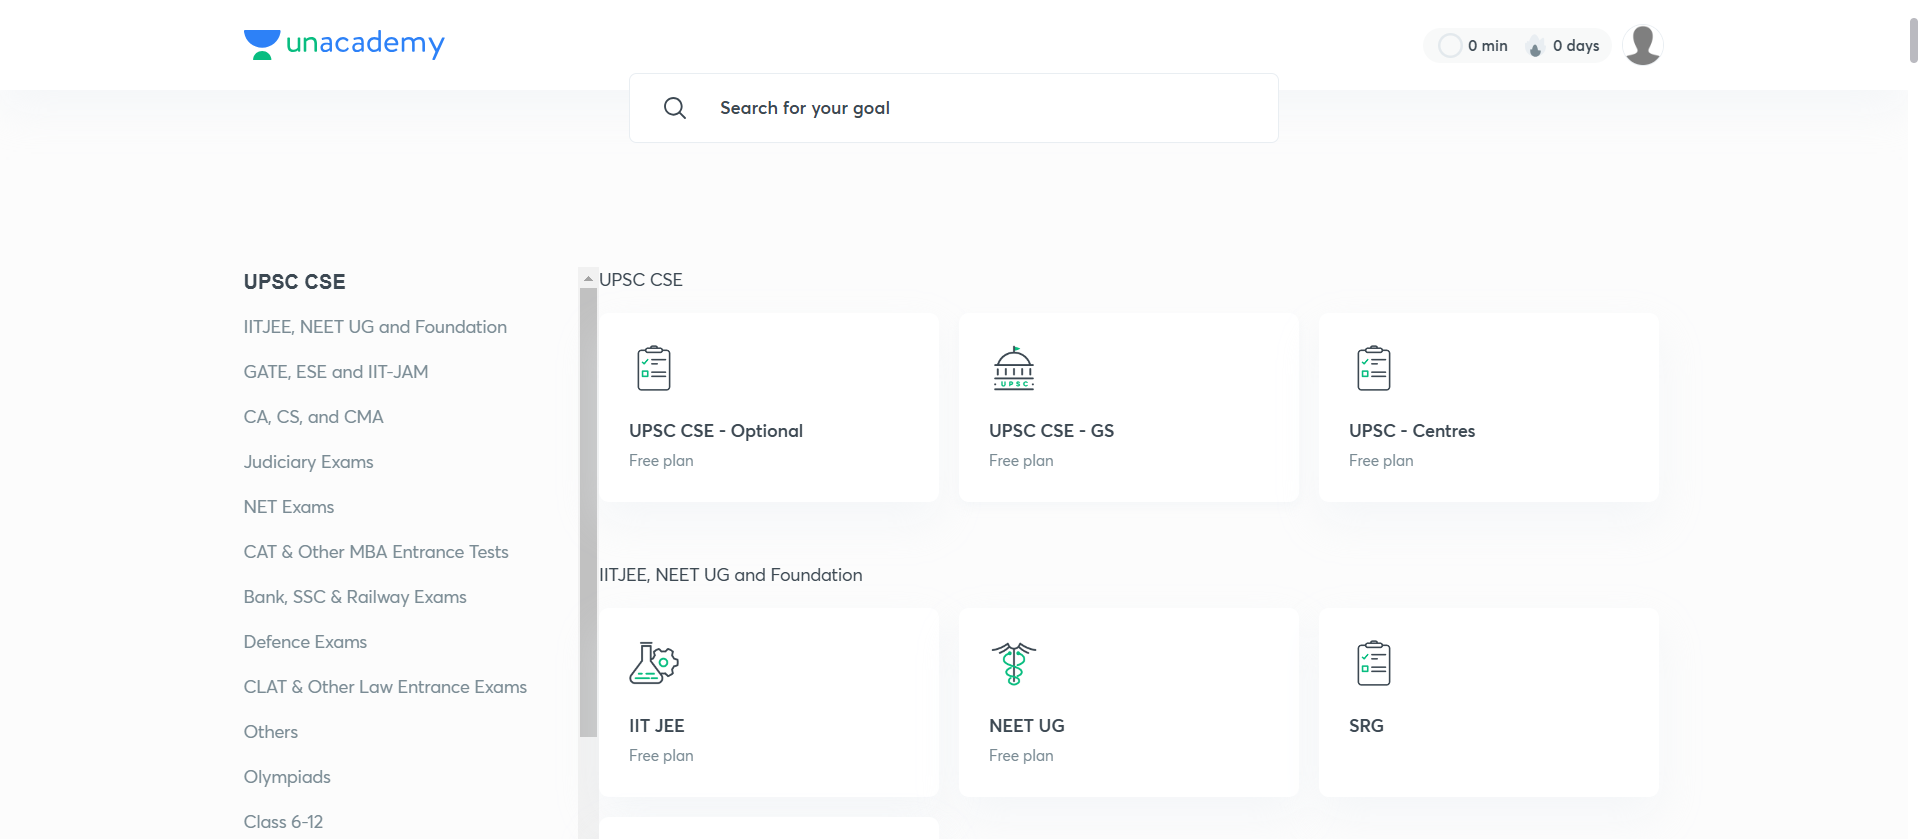 unacademy
0 min
0 days
Search for your goal
UPSC CSE
IITJEE, NEET UG and Foundation
GATE, ESE and IIT-JAM
CA, CS, and CMA
Judiciary Exams
NET Exams
CAT & Other MBA Entrance Tests
Bank, SSC & Railway Exams
Defence Exams
CLAT & Other Law Entrance Exams
Others
Olympiads
Class 6-12
UPSC CSE
UPSC CSE - Optional
Free plan
UPSC
UPSC CSE - GS
Free plan
UPSC - Centres
Free plan
IITJEE, NEET UG and Foundation
IIT JEE
Free plan
NEET UG
Free plan
SRG